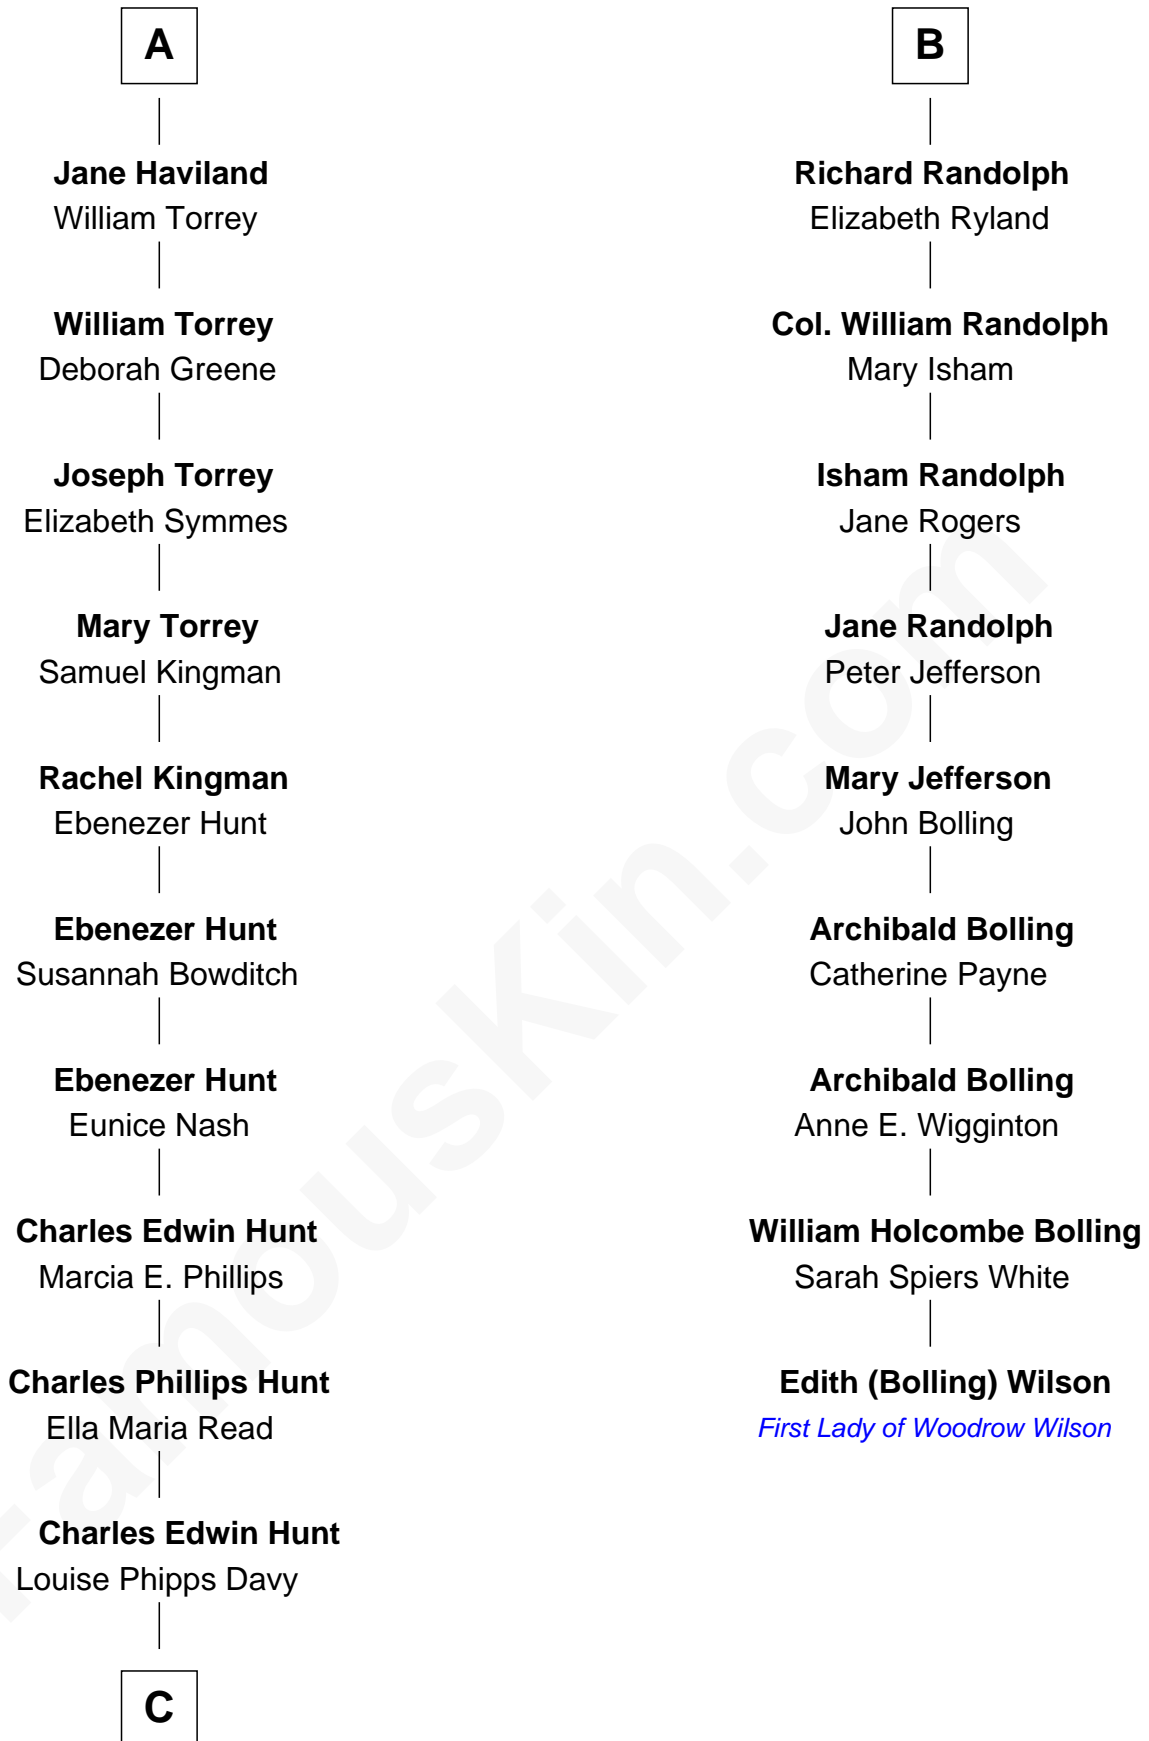 A
Jane Haviland
William Torrey
William Torrey
Deborah Greene
Joseph Torrey
Elizabeth Symmes
Mary Torrey
Samuel Kingman
Rachel Kingman
Ebenezer Hunt
Ebenezer Hunt
Susannah Bowditch
Ebenezer Hunt
Eunice Nash
Charles Edwin Hunt
Marcia E. Phillips
Charles Phillips Hunt
Ella Maria Read
Charles Edwin Hunt
Louise Phipps Davy
C
B
Richard Randolph
Elizabeth Ryland
Col. William Randolph
Mary Isham
Isham Randolph
Jane Rogers
Jane Randolph
Peter Jefferson
Mary Jefferson
John Bolling
Archibald Bolling
Catherine Payne
Archibald Bolling
Anne E. Wigginton
William Holcombe Bolling
Sarah Spiers White
Edith (Bolling) Wilson
First Lady of Woodrow Wilson
FamousKin.com